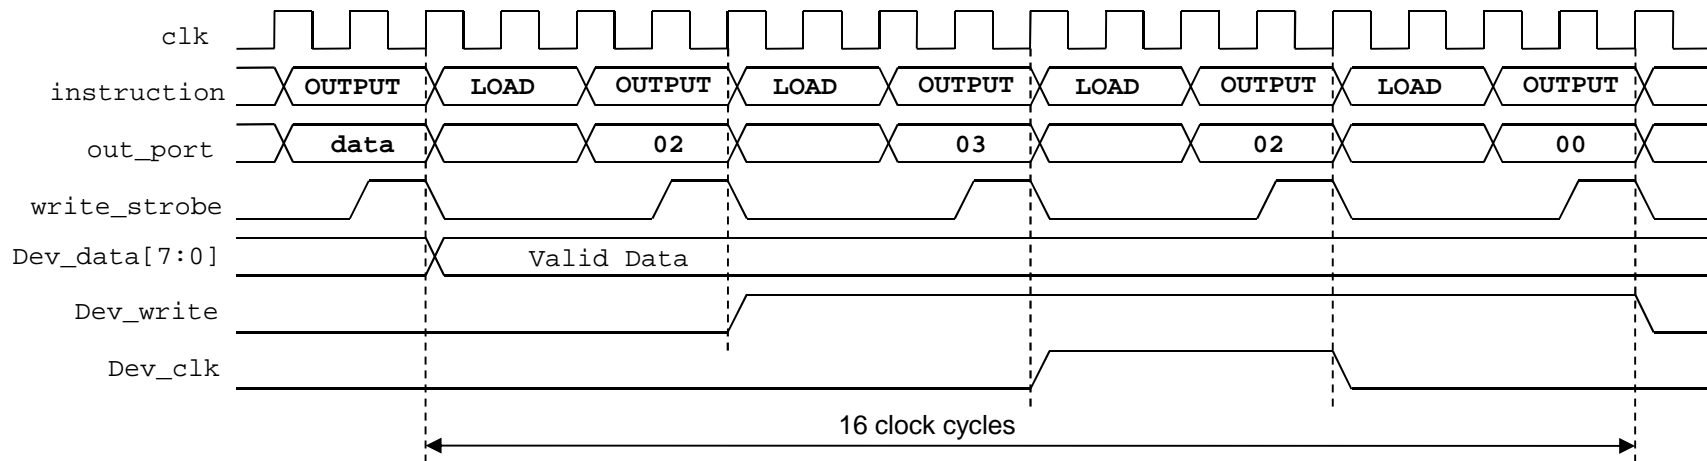 clk
instruction OUTPUT LOAD OUTPUT LOAD OUTPUT LOAD OUTPUT LOAD OUTPUT
out_port data 02 03 02 00
write_strobe
Dev_data[7:0] Valid Data
Dev_write
Dev_clk
16 clock cycles